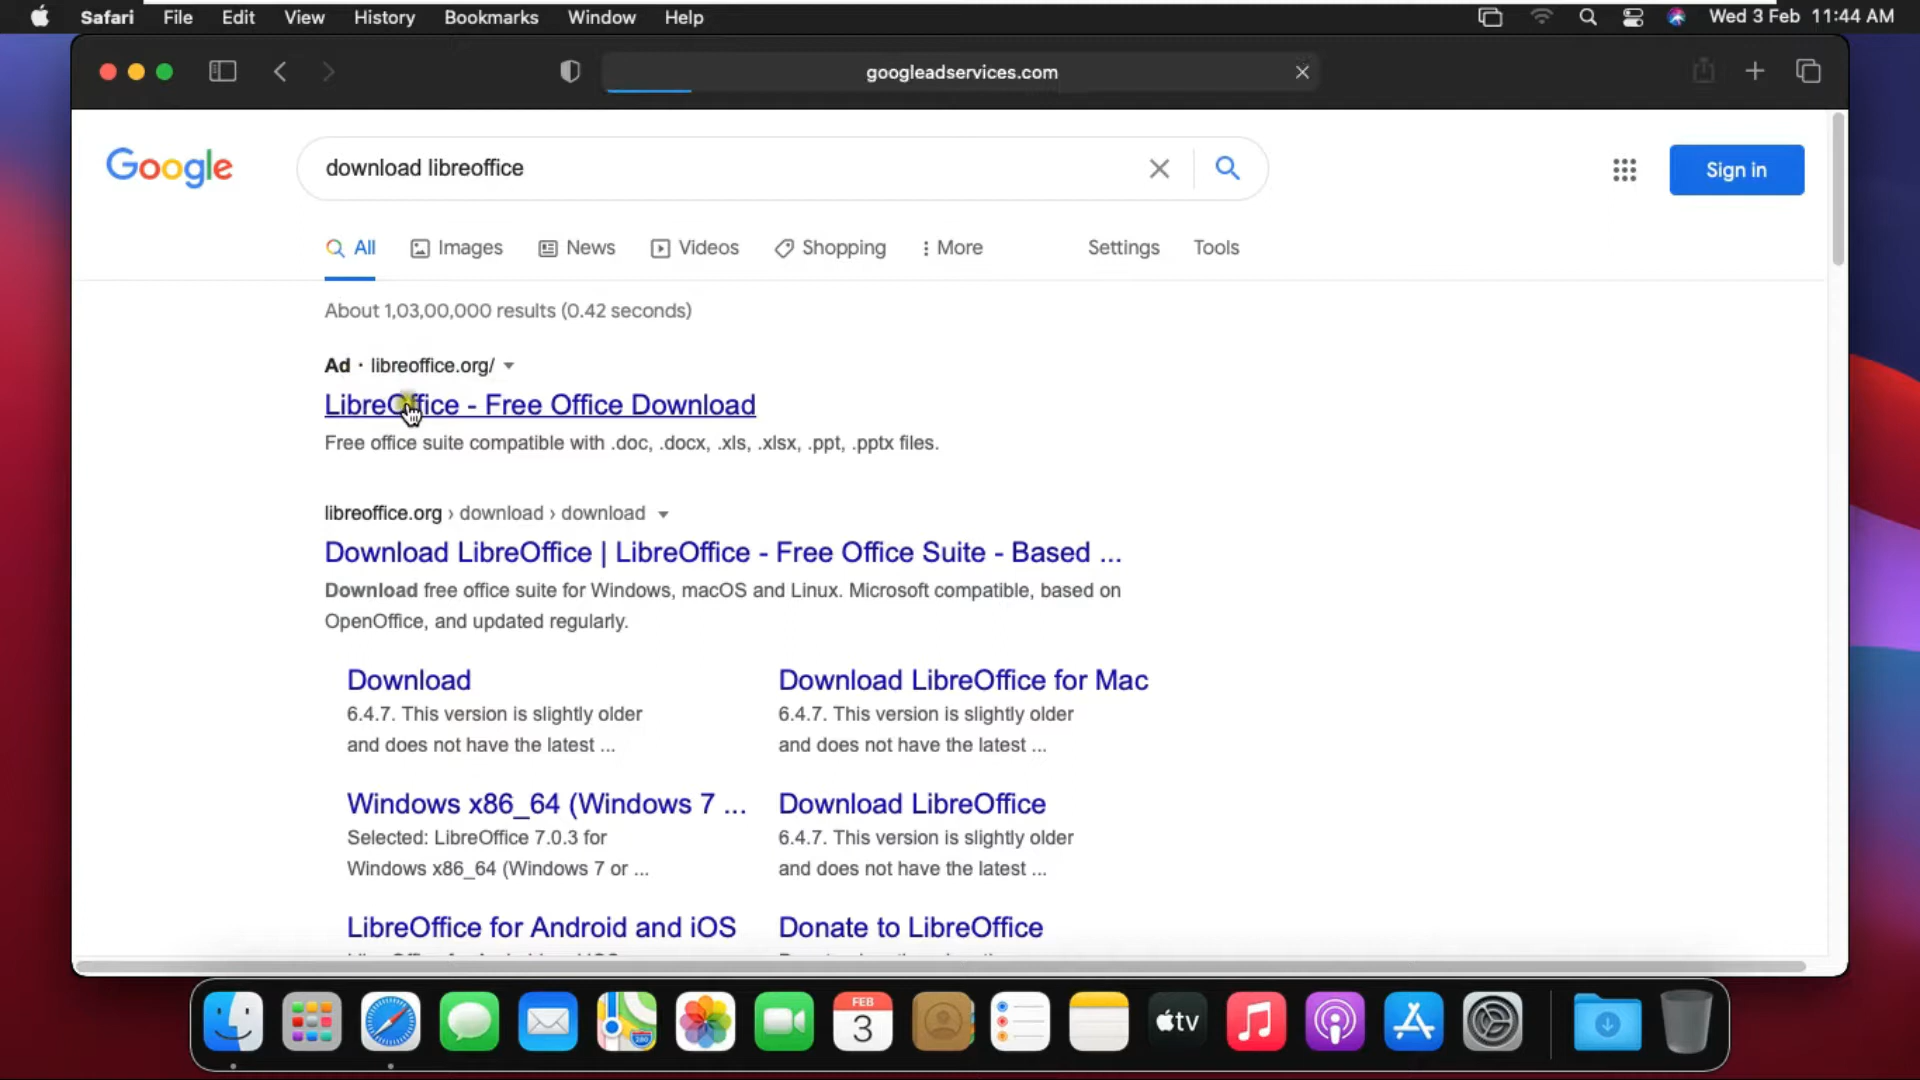 Safari File Edit View History Bookmarks Window Help Wed 3 Feb 11:44 AM
googleadservices.com
Google download libreoffice Sign in
All Images News Videos Shopping More Settings Tools
About 1,03,00,000 results (0.42 seconds)
Ad · libreoffice.org/
LibreOffice - Free Office Download
Free office suite compatible with .doc, .docx, .xls, .xlsx, .ppt, .pptx files.
libreoffice.org › download › download
Download LibreOffice | LibreOffice - Free Office Suite - Based ...
Download free office suite for Windows, macOS and Linux. Microsoft compatible, based on
OpenOffice, and updated regularly.
Download
6.4.7. This version is slightly older
and does not have the latest ...
Download LibreOffice for Mac
6.4.7. This version is slightly older
and does not have the latest ...
Windows x86_64 (Windows 7 ...
Selected: LibreOffice 7.0.3 for
Windows x86_64 (Windows 7 or ...
Download LibreOffice
6.4.7. This version is slightly older
and does not have the latest ...
LibreOffice for Android and iOS
Donate to LibreOffice
FEB
3
tv